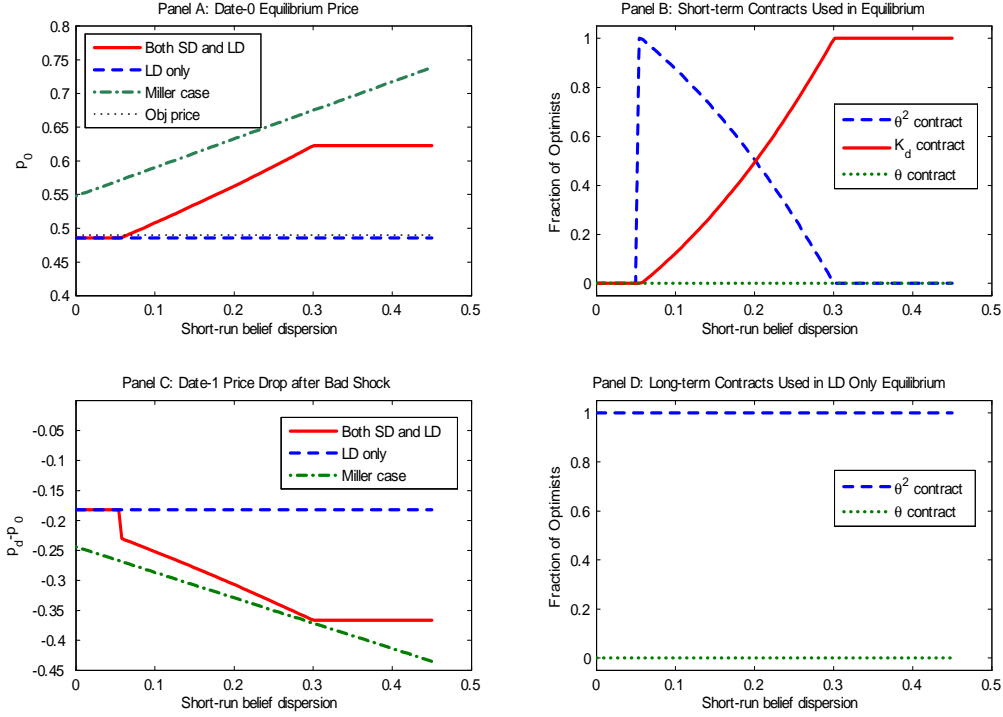 Panel A: Date-0 Equilibrium Price
0.8
0.75
0.7
0.65
0.6
0.55
0.5
0.45
0.4
p0
Both SD and LD
LD only
Miller case
Obj price
0 0.1 0.2 0.3 0.4 0.5
Short-run belief dispersion
Panel B: Short-term Contracts Used in Equilibrium
1
0.8
0.6
0.4
0.2
0
Fraction of Optimists
θ² contract
Kd contract
θ contract
0 0.1 0.2 0.3 0.4 0.5
Short-run belief dispersion
Panel C: Date-1 Price Drop after Bad Shock
-0.05
-0.1
-0.15
-0.2
-0.25
-0.3
-0.35
-0.4
-0.45
pd-p0
Both SD and LD
LD only
Miller case
0 0.1 0.2 0.3 0.4 0.5
Short-run belief dispersion
Panel D: Long-term Contracts Used in LD Only Equilibrium
1
0.8
0.6
0.4
0.2
0
Fraction of Optimists
θ² contract
θ contract
0 0.1 0.2 0.3 0.4 0.5
Short-run belief dispersion